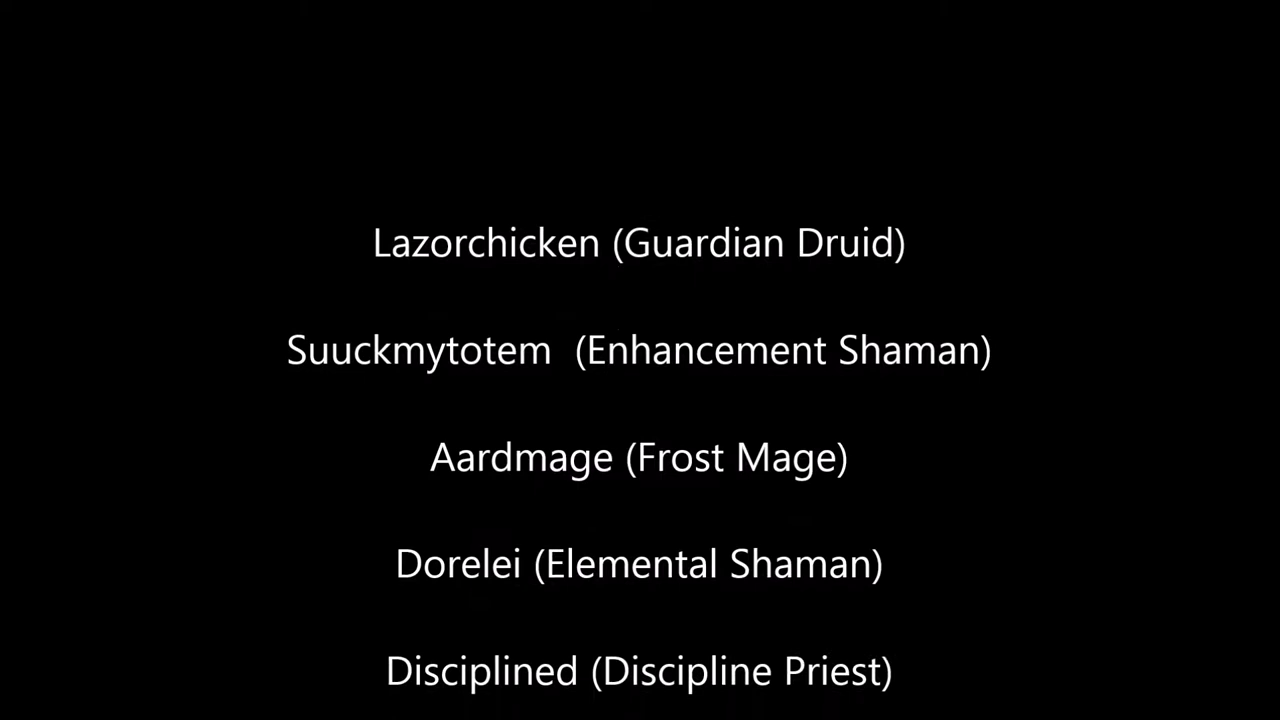 Lazorchicken (Guardian Druid)
Suuckmytotem  (Enhancement Shaman)
Aardmage (Frost Mage)
Dorelei (Elemental Shaman)
Disciplined (Discipline Priest)